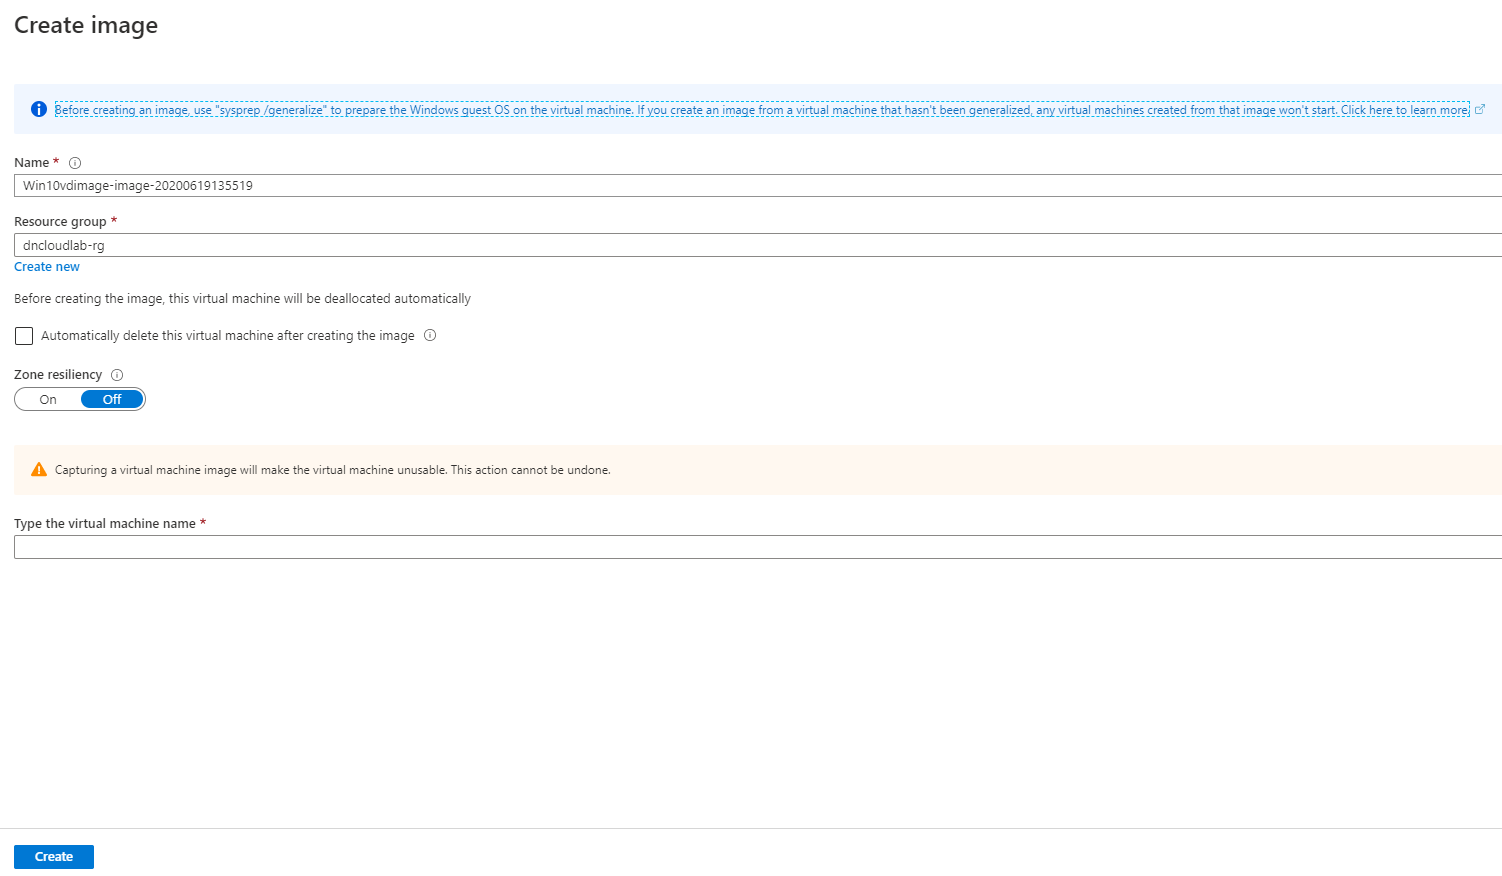 Create image
Before creating an image, use "sysprep /generalize" to prepare the Windows guest OS on the virtual machine. If you create an image from a virtual machine that hasn't been generalized, any virtual machines created from that image won't start. Click here to learn more.
Name *
Win10vdimage-image-20200619135519
Resource group *
dncloudlab-rg
Create new
Before creating the image, this virtual machine will be deallocated automatically
Automatically delete this virtual machine after creating the image
Zone resiliency
On Off
Capturing a virtual machine image will make the virtual machine unusable. This action cannot be undone.
Type the virtual machine name *
Create